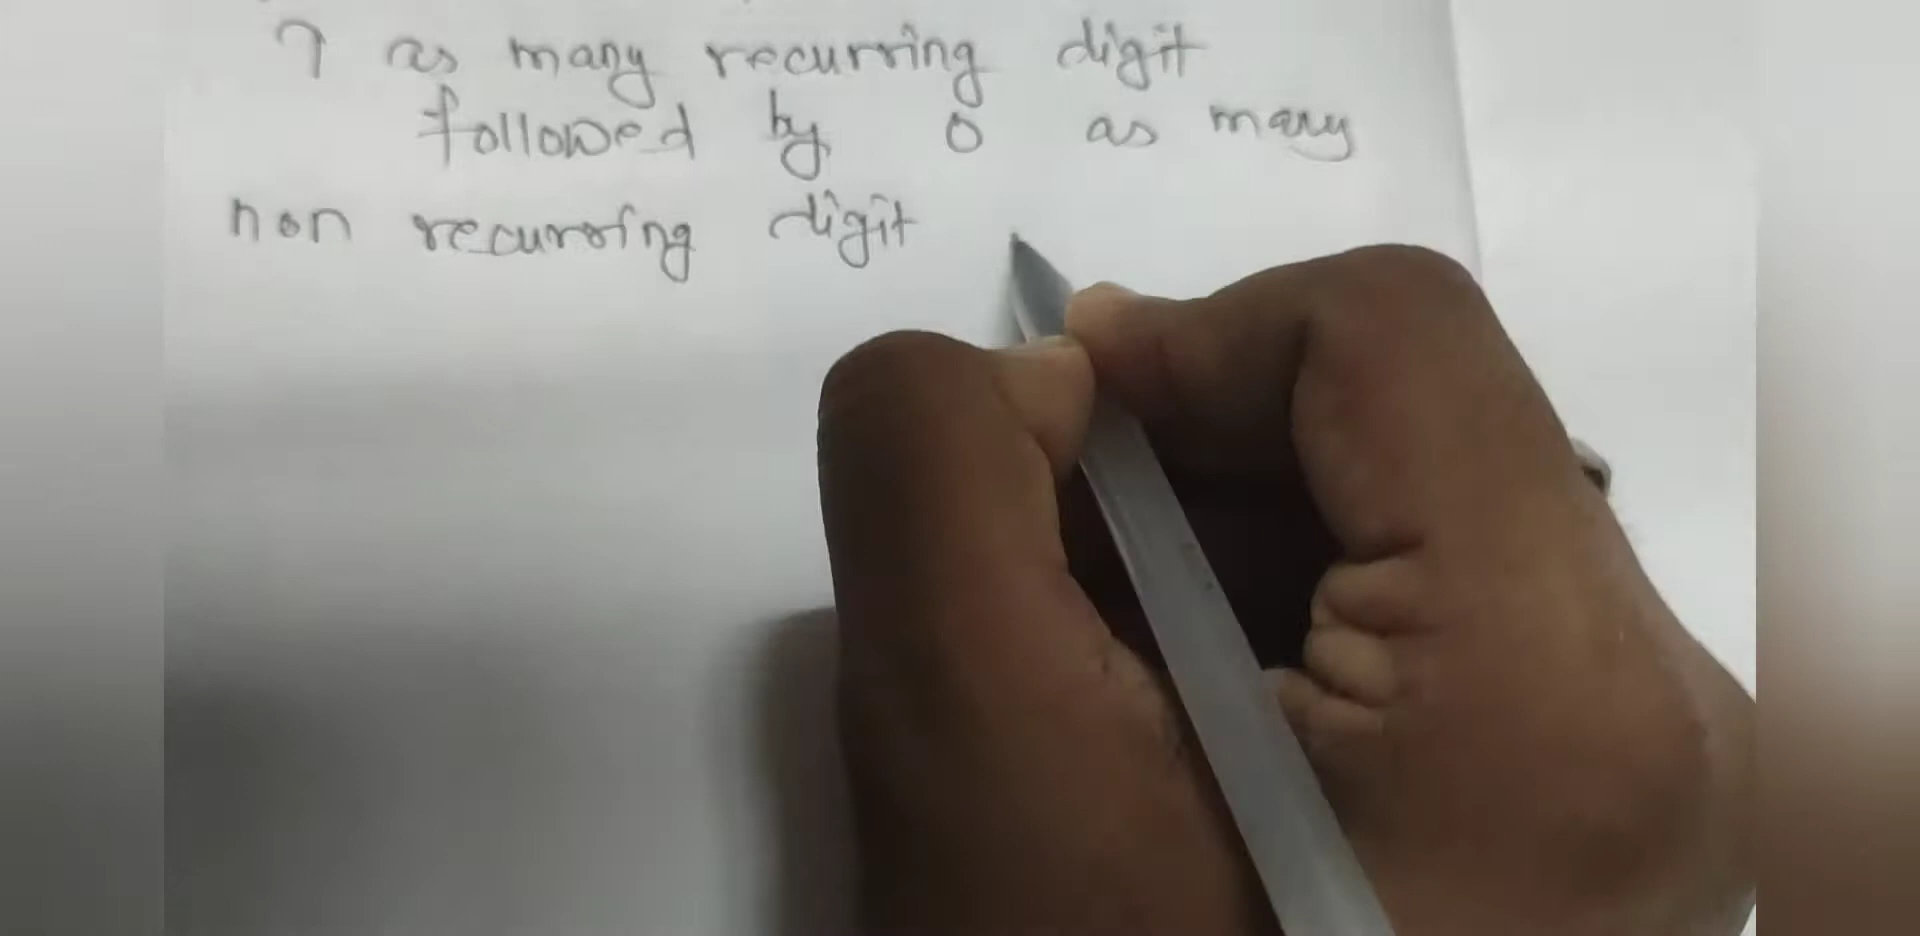 9 as many recurring digit
followed by 0 as many
non recurring digit